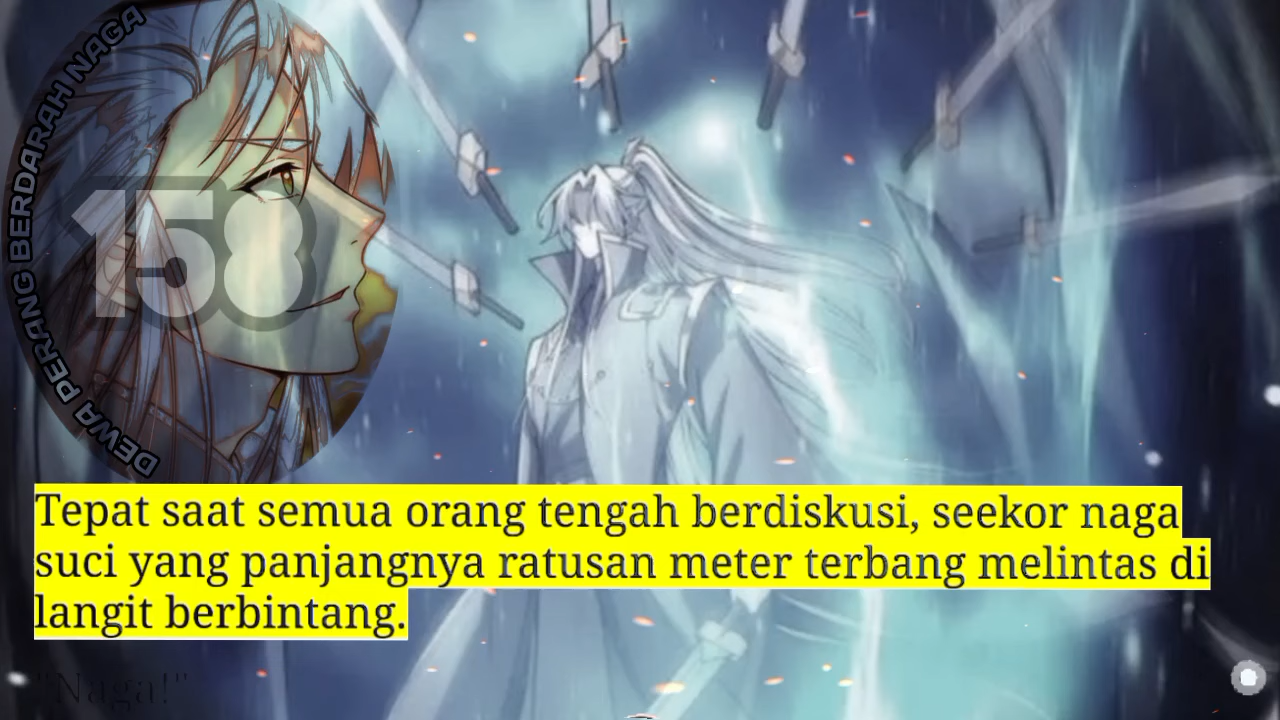 DEWA PERANG BERDARAH NAGA
158
Tepat saat semua orang tengah berdiskusi, seekor naga
suci yang panjangnya ratusan meter terbang melintas di
langit berbintang.
"Naga!"